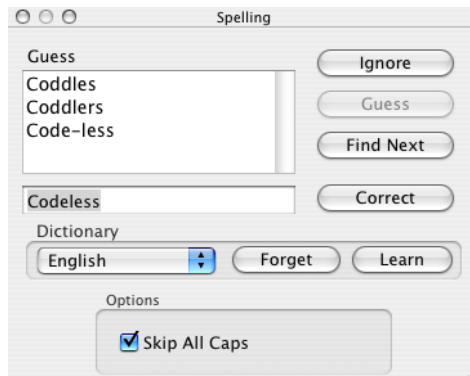 Spelling
Guess
Coddles
Coddlers
Code-less
Ignore
Guess
Find Next
Codeless
Correct
Dictionary
English
Forget
Learn
Options
Skip All Caps